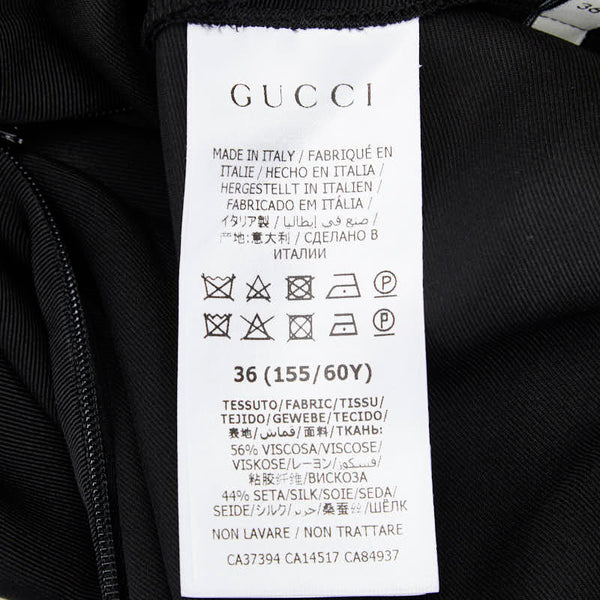 36
GUCCI
MADE IN ITALY / FABRIQUÉ EN
ITALIE / HECHO EN ITALIA /
HERGESTELLT IN ITALIEN /
FABRICADO EM ITÁLIA /
イタリア製 / صنع في إيطاليا /
产地:意大利 / СДЕЛАНО В
ИТАЛИИ
P
P
36 (155/60Y)
TESSUTO/FABRIC/TISSU/
TEJIDO/GEWEBE/TECIDO/
表地/قماش/面料/ТКАНЬ:
56% VISCOSA/VISCOSE/
VISKOSE/レーヨン/فسكوز/
粘胶纤维/ВИСКОЗА
44% SETA/SILK/SOIE/SEDA/
SEIDE/シルク/حرير/桑蚕丝/ШЁЛК
NON LAVARE / NON TRATTARE
CA37394 CA14517 CA84937